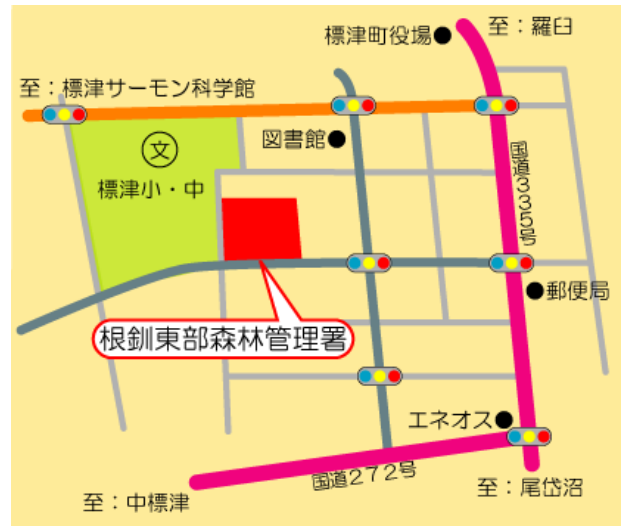 標津町役場
至：羅臼
至：標津サーモン科学館
図書館
文
標津小・中
国道３３５号
郵便局
根釧東部森林管理署
エネオス
国道２７２号
至：中標津
至：尾岱沼